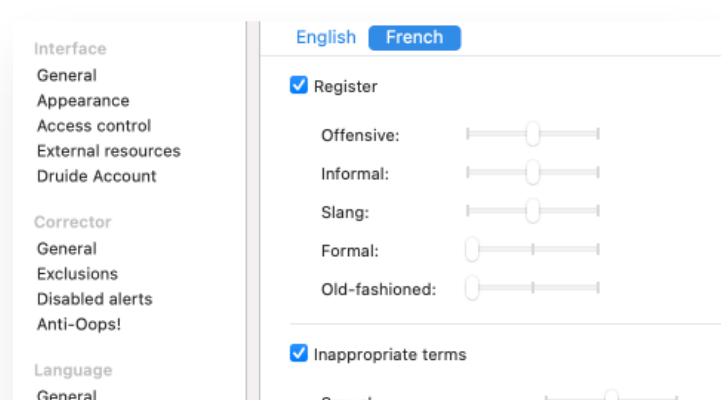 Interface
General
Appearance
Access control
External resources
Druide Account
Corrector
General
Exclusions
Disabled alerts
Anti-Oops!
Language
General
English French
Register
Offensive:
Informal:
Slang:
Formal:
Old-fashioned:
Inappropriate terms